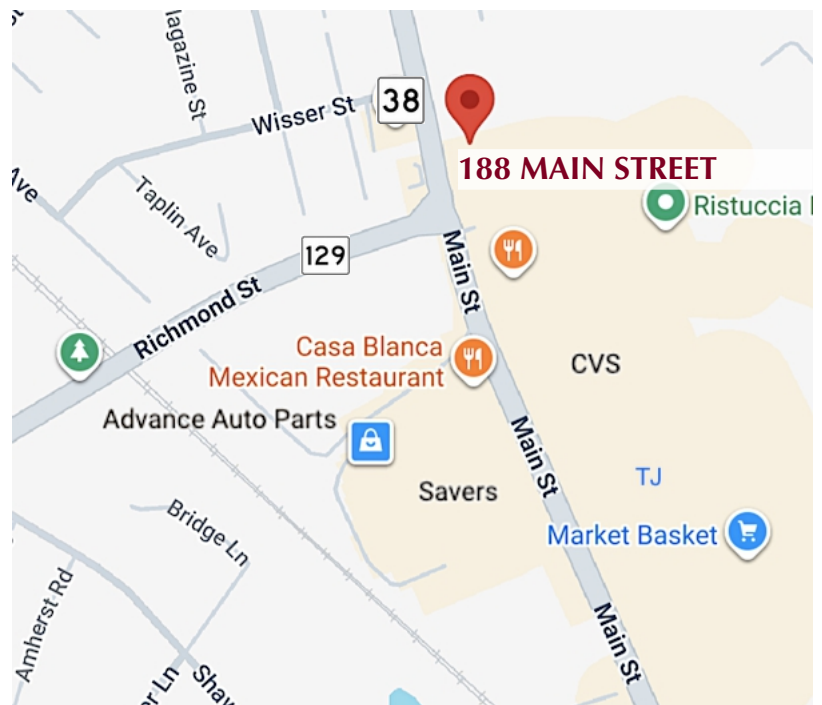 Magazine St
38
Wisser St
188 MAIN STREET
Ave
Taplin Ave
Ristuccia
129
Main St
Richmond St
Casa Blanca
Mexican Restaurant
CVS
Advance Auto Parts
Main St
Savers
TJ
Market Basket
Bridge Ln
Amherst Rd
Main St
er Ln
Shaw